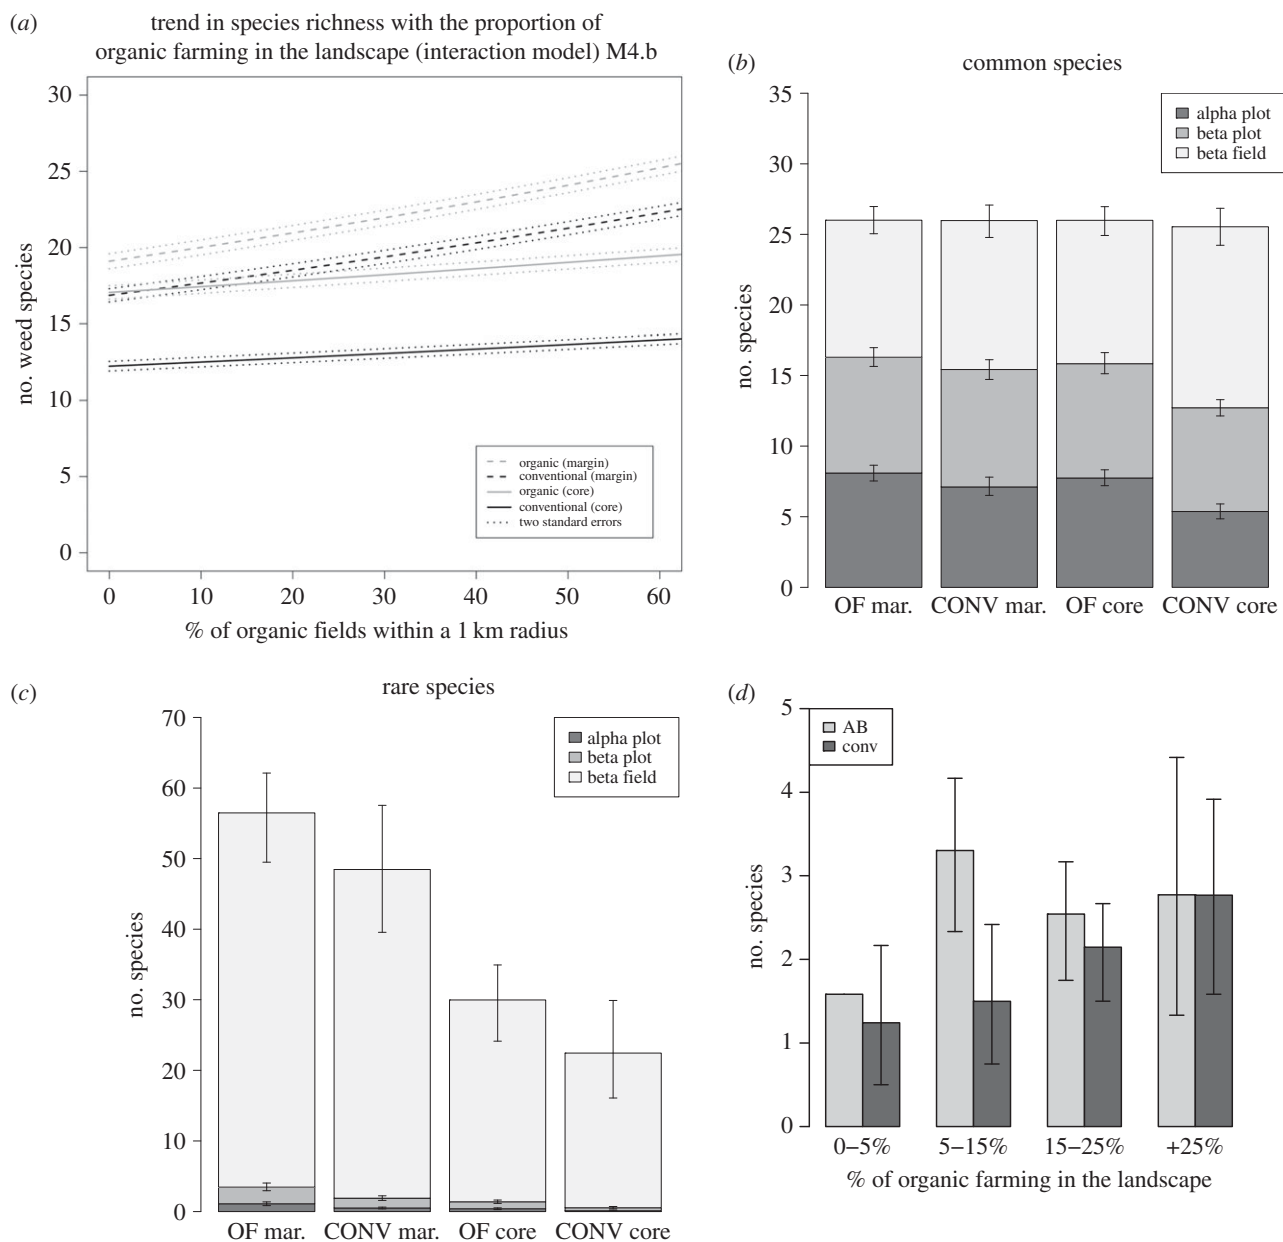 (a)
trend in species richness with the proportion of
organic farming in the landscape (interaction model) M4.b
30
25
20
15
10
5
0
no. weed species
organic (margin)
conventional (margin)
organic (core)
conventional (core)
two standard errors
0 10 20 30 40 50 60
% of organic fields within a 1 km radius
(b)
common species
35
30
25
20
15
10
5
0
no. species
alpha plot
beta plot
beta field
OF mar. CONV mar. OF core CONV core
(c)
rare species
70
60
50
40
30
20
10
0
no. species
alpha plot
beta plot
beta field
OF mar. CONV mar. OF core CONV core
(d)
5
4
3
2
1
0
no. species
AB
conv
0–5% 5–15% 15–25% +25%
% of organic farming in the landscape